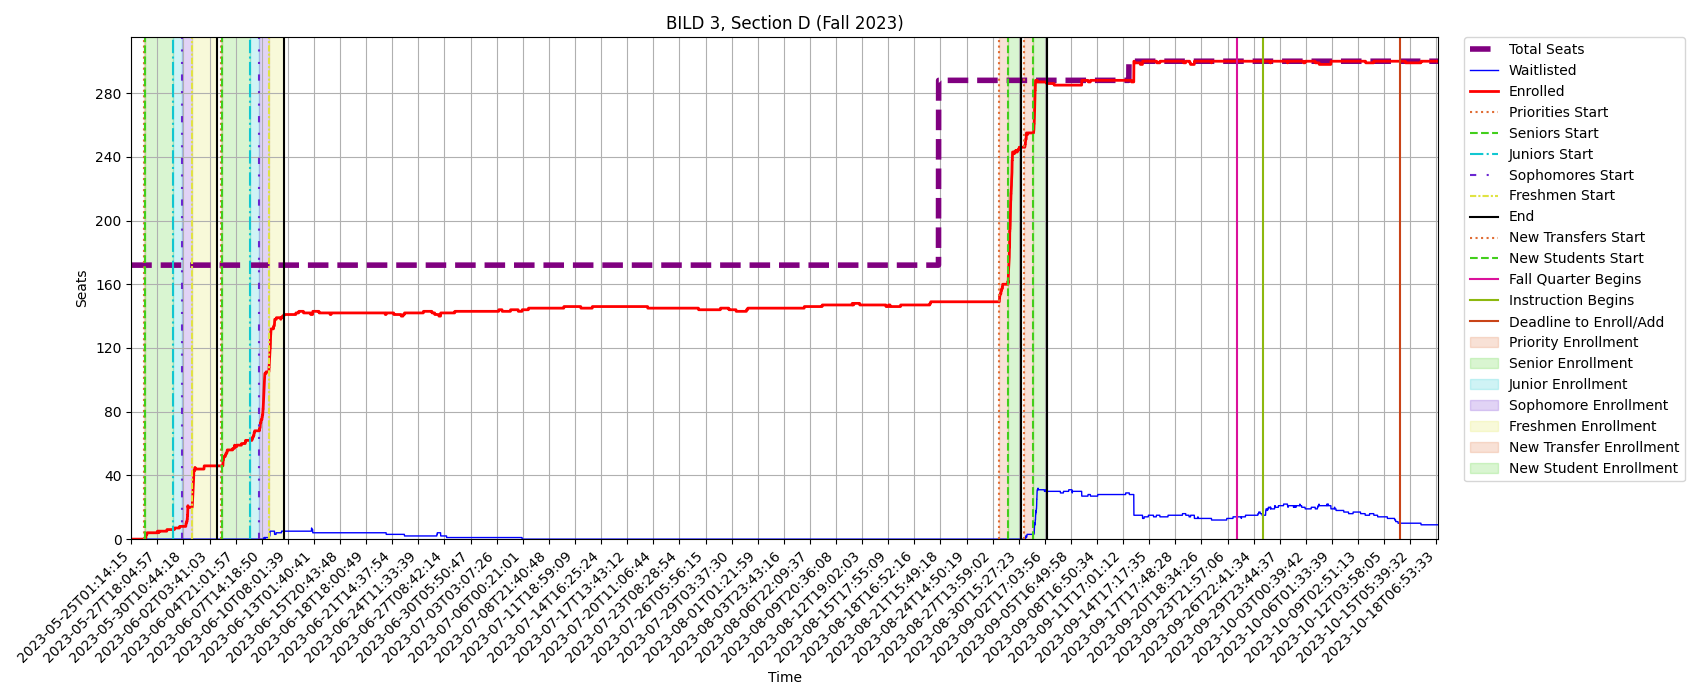 BILD 3, Section D (Fall 2023)
Seats
280
240
200
160
120
80
40
0
2023-05-25T01:14:15
2023-05-27T18:04:57
2023-05-30T10:44:18
2023-06-02T03:41:03
2023-06-04T21:01:57
2023-06-07T14:18:50
2023-06-10T08:01:39
2023-06-13T01:40:41
2023-06-15T20:43:48
2023-06-18T18:00:49
2023-06-21T14:37:54
2023-06-24T11:33:39
2023-06-27T08:42:14
2023-06-30T05:50:47
2023-07-03T03:07:26
2023-07-06T00:21:01
2023-07-08T21:40:48
2023-07-11T18:59:09
2023-07-14T16:25:24
2023-07-17T13:43:12
2023-07-20T11:06:44
2023-07-23T08:28:54
2023-07-26T05:56:15
2023-07-29T03:37:30
2023-08-01T01:21:59
2023-08-03T23:43:16
2023-08-06T22:09:37
2023-08-09T20:36:08
2023-08-12T19:02:03
2023-08-15T17:55:09
2023-08-18T16:52:16
2023-08-21T15:49:18
2023-08-24T14:50:19
2023-08-27T13:59:02
2023-08-30T15:27:23
2023-09-02T17:03:56
2023-09-05T16:49:58
2023-09-08T16:50:34
2023-09-11T17:01:12
2023-09-14T17:17:35
2023-09-17T17:48:28
2023-09-20T18:34:26
2023-09-23T21:57:06
2023-09-26T22:41:34
2023-09-29T23:44:37
2023-10-03T00:39:42
2023-10-06T01:33:39
2023-10-09T02:51:13
2023-10-12T03:58:05
2023-10-15T05:39:32
2023-10-18T06:53:33
Time
Total Seats
Waitlisted
Enrolled
Priorities Start
Seniors Start
Juniors Start
Sophomores Start
Freshmen Start
End
New Transfers Start
New Students Start
Fall Quarter Begins
Instruction Begins
Deadline to Enroll/Add
Priority Enrollment
Senior Enrollment
Junior Enrollment
Sophomore Enrollment
Freshmen Enrollment
New Transfer Enrollment
New Student Enrollment